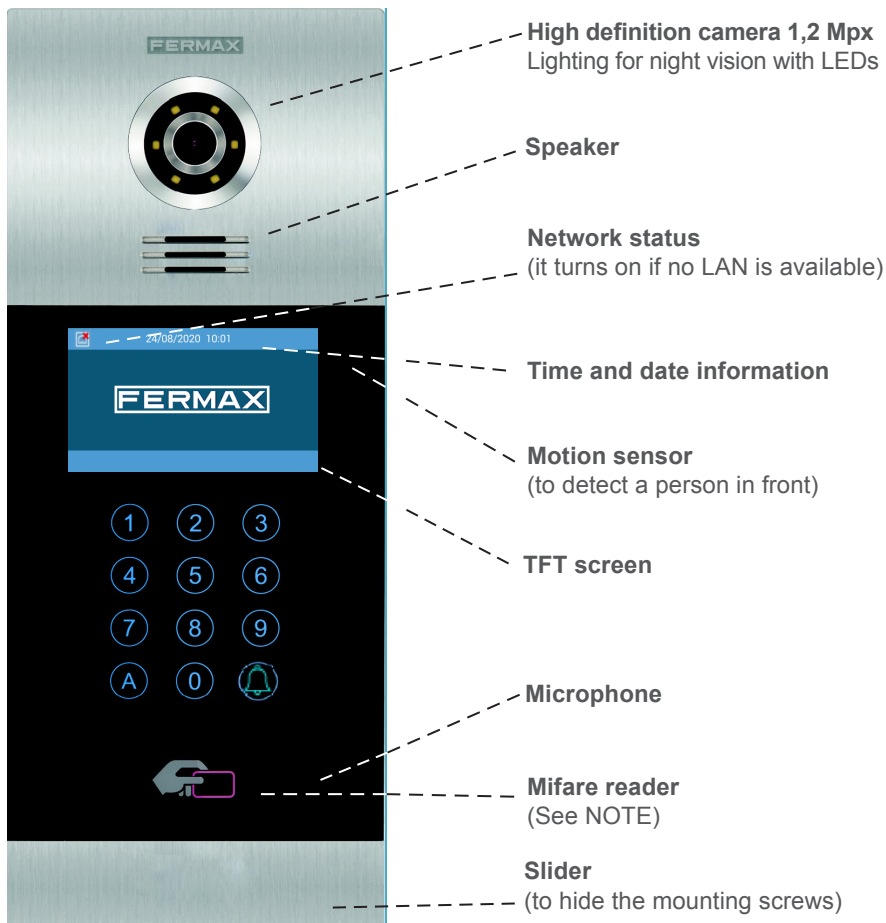 FERMAX
High definition camera 1,2 Mpx
Lighting for night vision with LEDs
Speaker
Network status
(it turns on if no LAN is available)
24/08/2020 10:01
Time and date information
FERMAX
Motion sensor
(to detect a person in front)
TFT screen
1 2 3
4 5 6
7 8 9
A 0
Microphone
Mifare reader
(See NOTE)
Slider
(to hide the mounting screws)